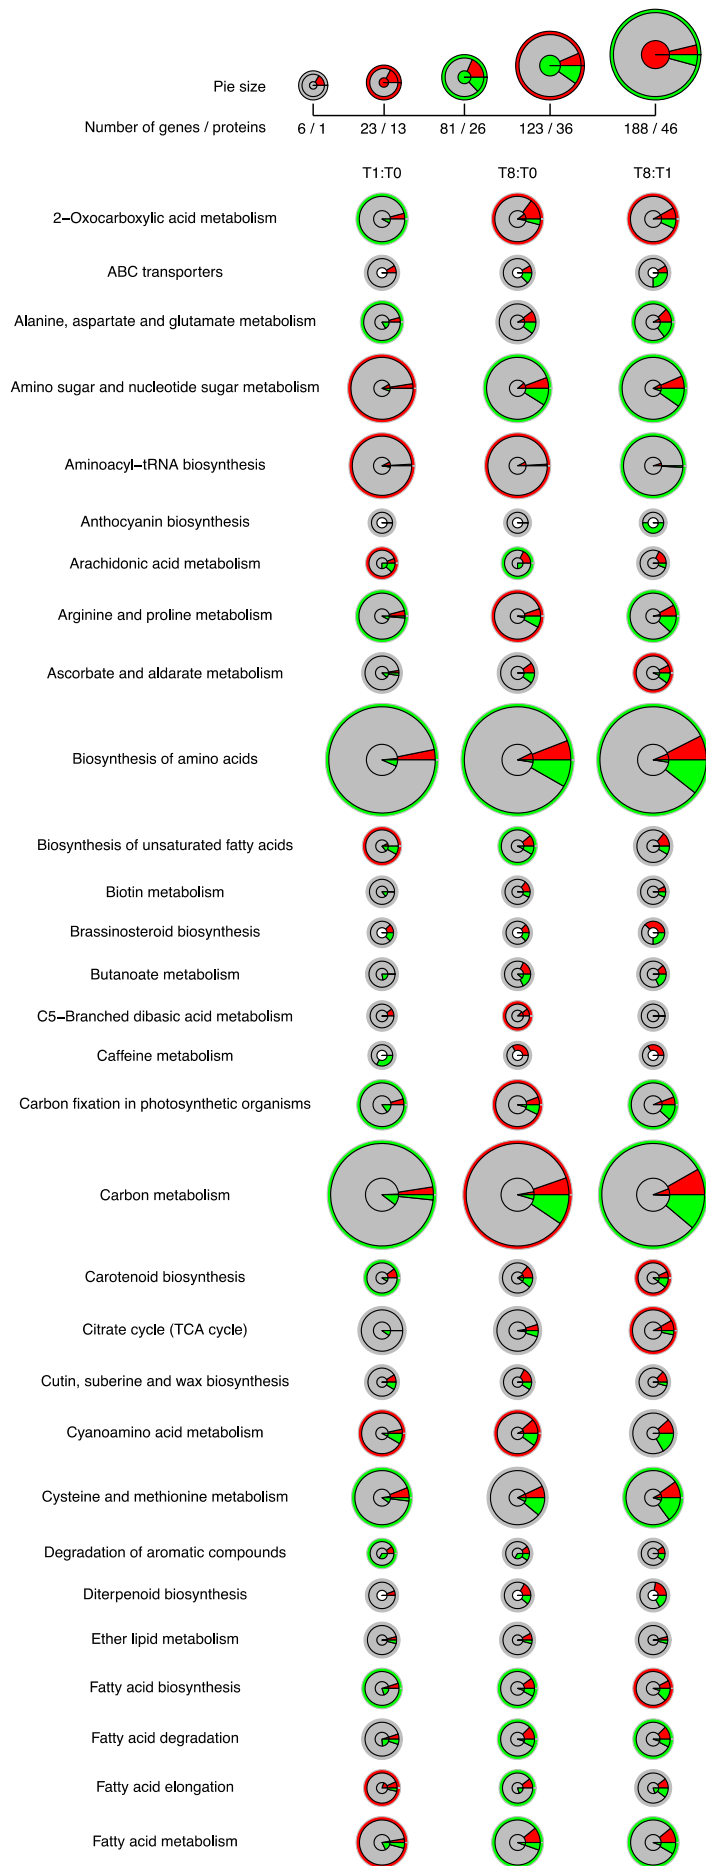 Pie size
Number of genes / proteins
6 / 1
23 / 13
81 / 26
123 / 36
188 / 46
T1:T0
T8:T0
T8:T1
2−Oxocarboxylic acid metabolism
ABC transporters
Alanine, aspartate and glutamate metabolism
Amino sugar and nucleotide sugar metabolism
Aminoacyl−tRNA biosynthesis
Anthocyanin biosynthesis
Arachidonic acid metabolism
Arginine and proline metabolism
Ascorbate and aldarate metabolism
Biosynthesis of amino acids
Biosynthesis of unsaturated fatty acids
Biotin metabolism
Brassinosteroid biosynthesis
Butanoate metabolism
C5−Branched dibasic acid metabolism
Caffeine metabolism
Carbon fixation in photosynthetic organisms
Carbon metabolism
Carotenoid biosynthesis
Citrate cycle (TCA cycle)
Cutin, suberine and wax biosynthesis
Cyanoamino acid metabolism
Cysteine and methionine metabolism
Degradation of aromatic compounds
Diterpenoid biosynthesis
Ether lipid metabolism
Fatty acid biosynthesis
Fatty acid degradation
Fatty acid elongation
Fatty acid metabolism